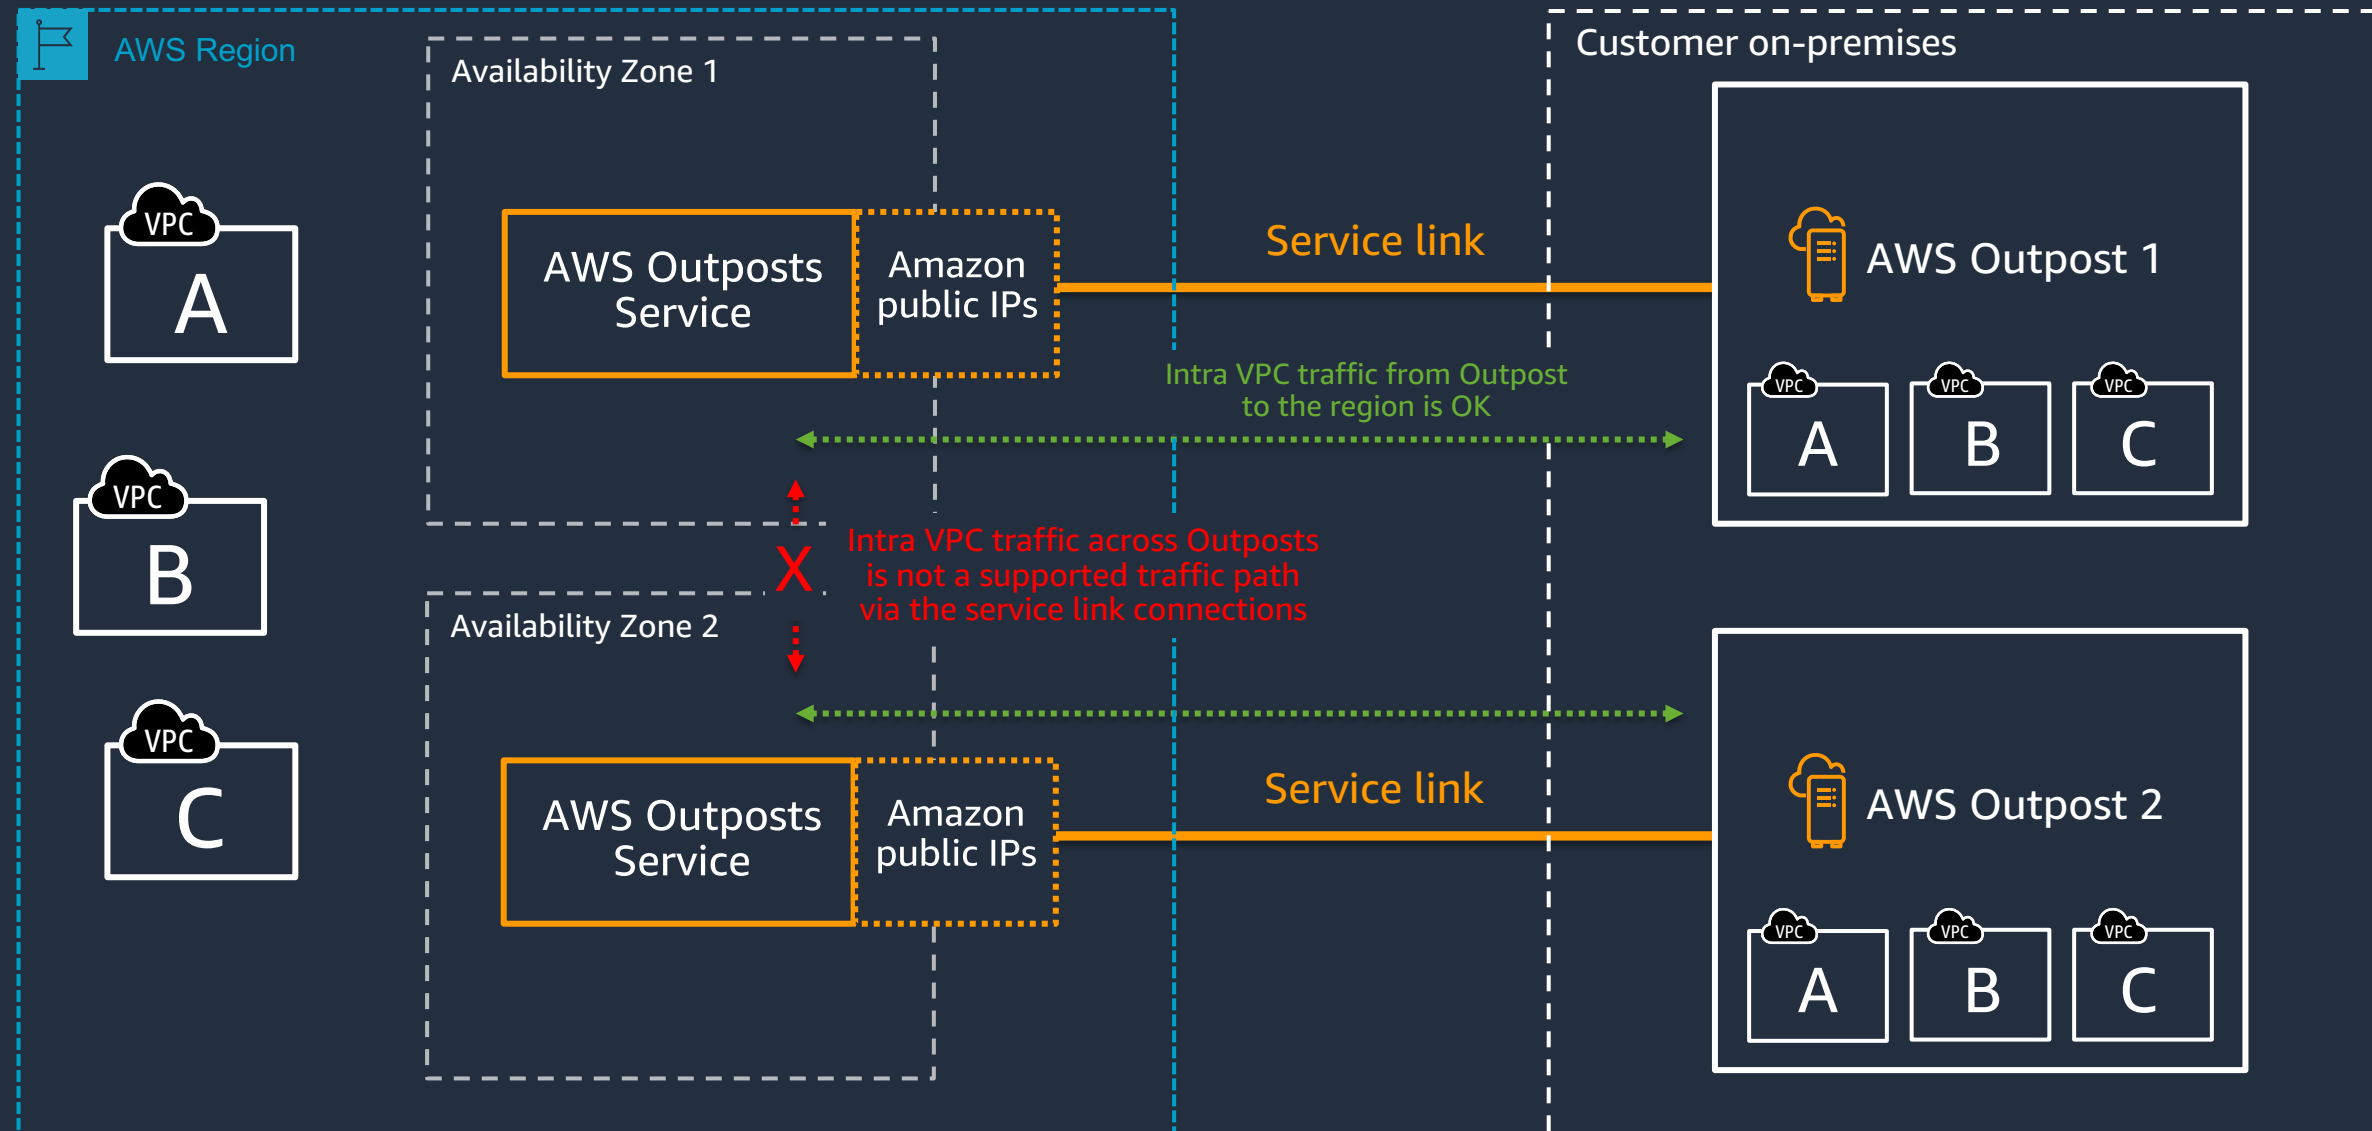 AWS Region
Availability Zone 1
Customer on-premises
VPC
A
AWS Outposts
Service
Amazon
public IPs
Service link
AWS Outpost 1
Intra VPC traffic from Outpost
to the region is OK
VPC
A
VPC
B
VPC
C
VPC
B
X
Intra VPC traffic across Outposts
is not a supported traffic path
via the service link connections
Availability Zone 2
VPC
C
AWS Outposts
Service
Amazon
public IPs
Service link
AWS Outpost 2
VPC
A
VPC
B
VPC
C